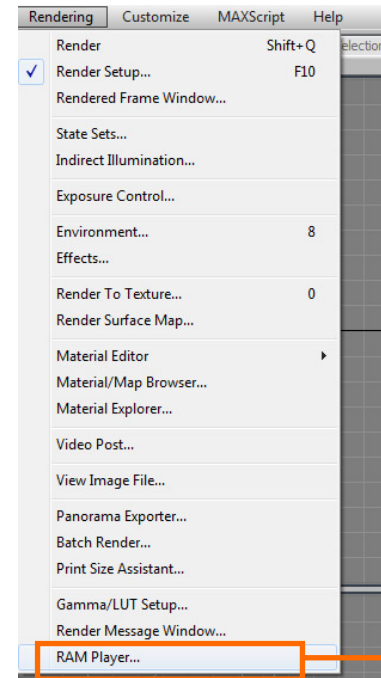 Rendering Customize MAXScript Help
Render Shift+Q
Render Setup... F10
Rendered Frame Window...
State Sets...
Indirect Illumination...
Exposure Control...
Environment... 8
Effects...
Render To Texture... 0
Render Surface Map...
Material Editor
Material/Map Browser...
Material Explorer...
Video Post...
View Image File...
Panorama Exporter...
Batch Render...
Print Size Assistant...
Gamma/LUT Setup...
Render Message Window...
RAM Player...